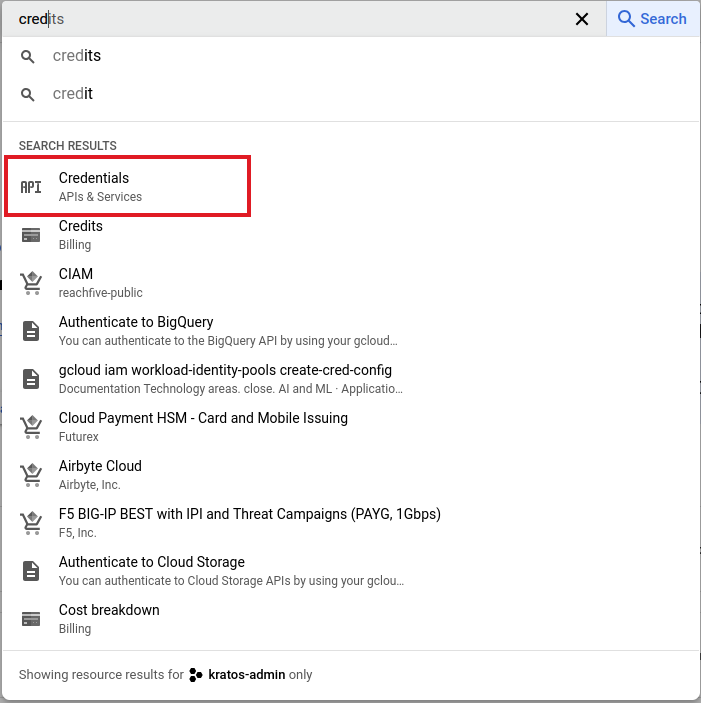 credits
Search
credits
credit
SEARCH RESULTS
API
Credentials
APIs & Services
Credits
Billing
CIAM
reachfive-public
Authenticate to BigQuery
You can authenticate to the BigQuery API by using your gcloud…
gcloud iam workload-identity-pools create-cred-config
Documentation Technology areas. close. AI and ML · Applicatio…
Cloud Payment HSM - Card and Mobile Issuing
Futurex
Airbyte Cloud
Airbyte, Inc.
F5 BIG-IP BEST with IPI and Threat Campaigns (PAYG, 1Gbps)
F5, Inc.
Authenticate to Cloud Storage
You can authenticate to Cloud Storage APIs by using your gclou…
Cost breakdown
Billing
Showing resource results for kratos-admin only